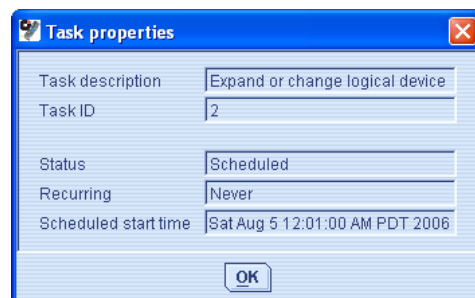 Task properties
Task description Expand or change logical device
Task ID 2
Status Scheduled
Recurring Never
Scheduled start time Sat Aug 5 12:01:00 AM PDT 2006
OK